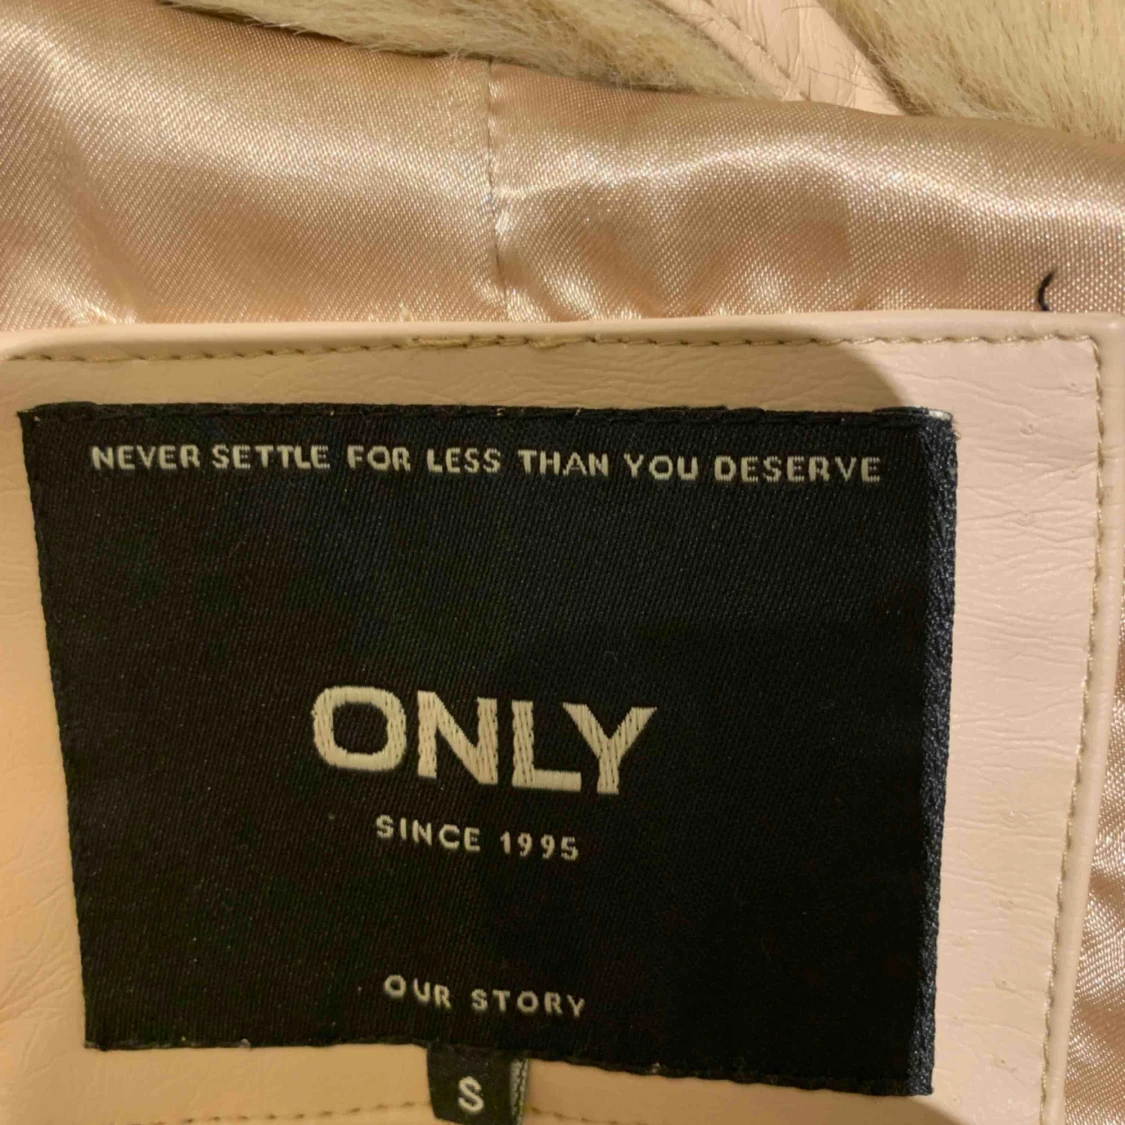 NEVER SETTLE FOR LESS THAN YOU DESERVE
ONLY
SINCE 1995
OUR STORY
S